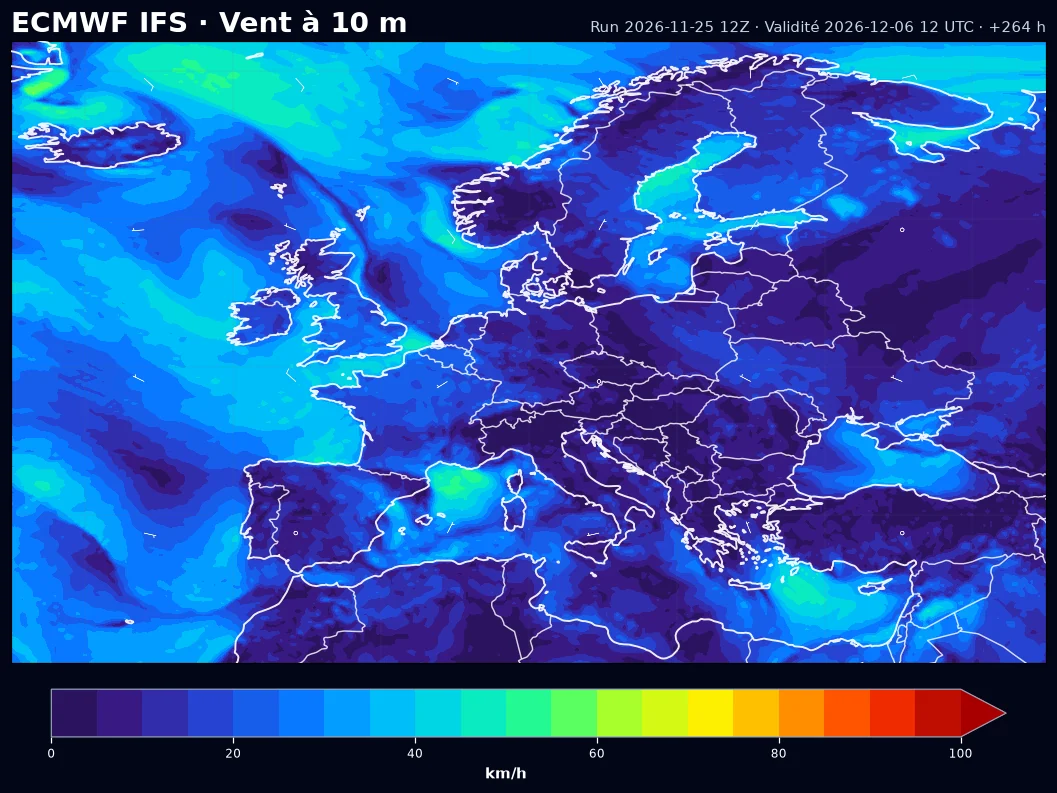 ECMWF IFS · Vent à 10 m
Run 2026-11-25 12Z · Validité 2026-12-06 12 UTC · +264 h
0 20 40 60 80 100
km/h